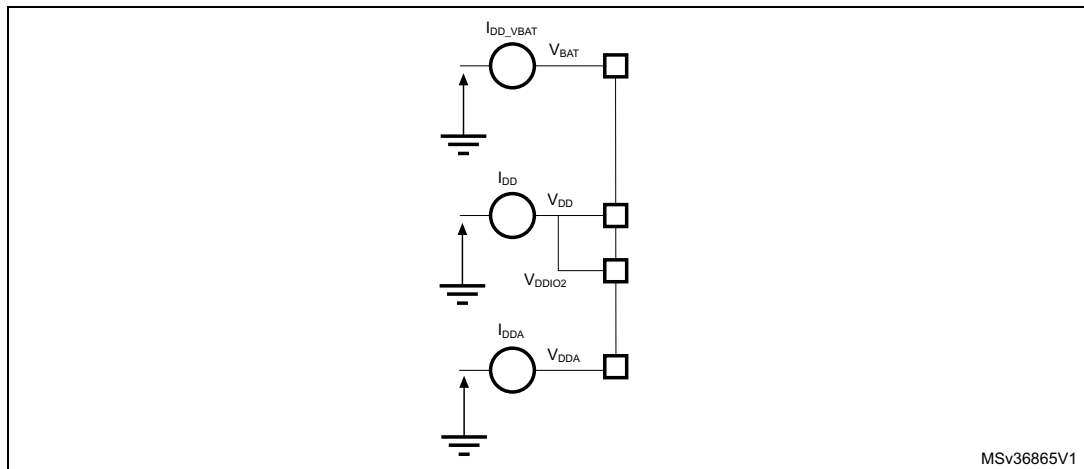 IDD_VBAT
VBAT
IDD
VDD
VDDIO2
IDDA
VDDA
MSv36865V1